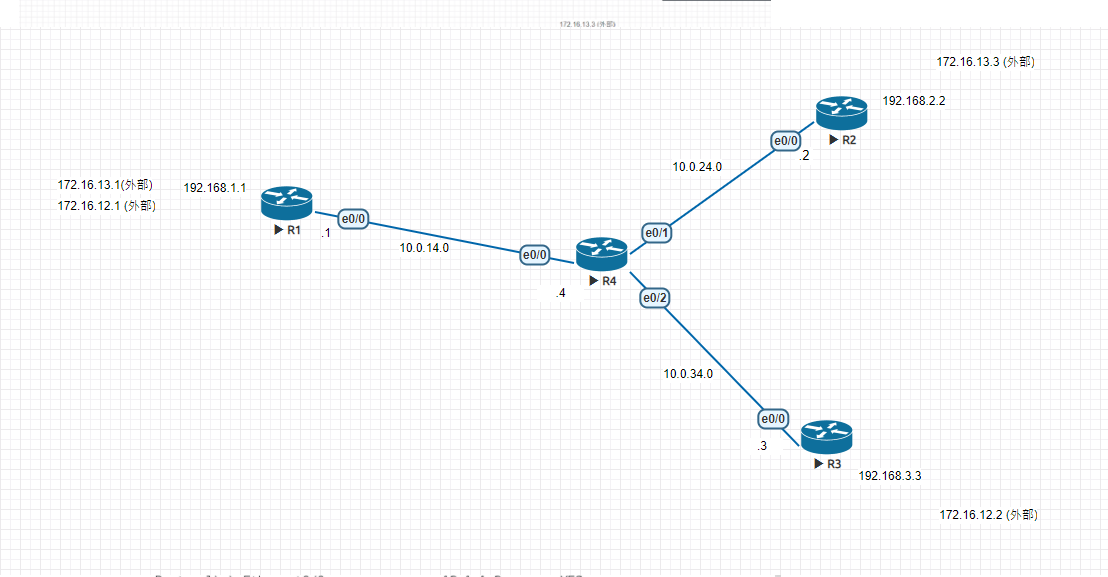 172.16.13.3 (外部)
172.16.13.3 (外部)
192.168.2.2
e0/0
R2
.2
10.0.24.0
172.16.13.1(外部)
192.168.1.1
172.16.12.1 (外部)
e0/0
R1
.1
10.0.14.0
e0/1
e0/0
R4
.4
e0/2
10.0.34.0
e0/0
.3
R3
192.168.3.3
172.16.12.2 (外部)